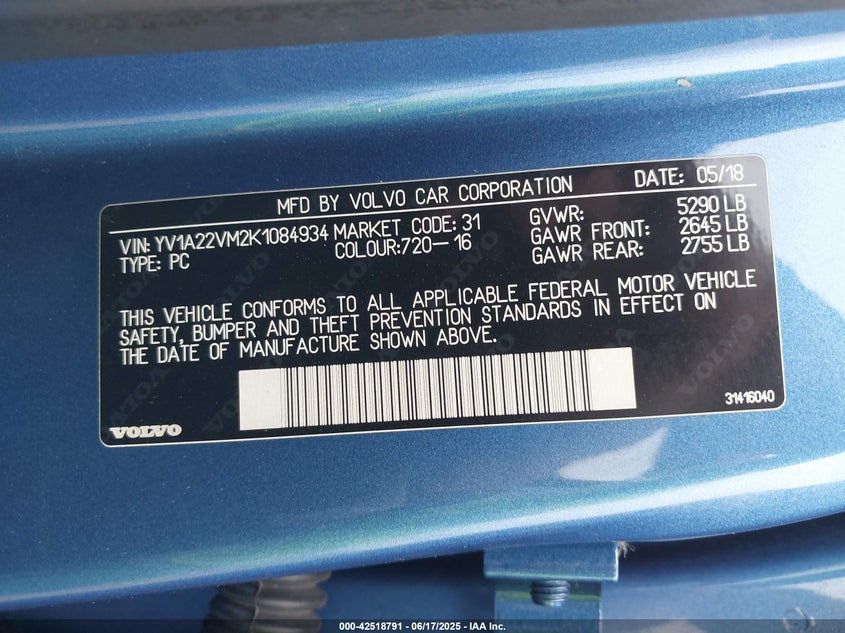 MFD BY VOLVO CAR CORPORATION DATE: 05/18
VIN: YV1A22VM2K1084934 MARKET CODE: 31 GVWR: 5290 LB
TYPE: PC COLOUR:720-16 GAWR FRONT: 2645 LB
GAWR REAR: 2755 LB
THIS VEHICLE CONFORMS TO ALL APPLICABLE FEDERAL MOTOR VEHICLE
SAFETY, BUMPER AND THEFT PREVENTION STANDARDS IN EFFECT ON
THE DATE OF MANUFACTURE SHOWN ABOVE.
31416040
VOLVO
000-42518791 - 06/17/2025 - IAA Inc.